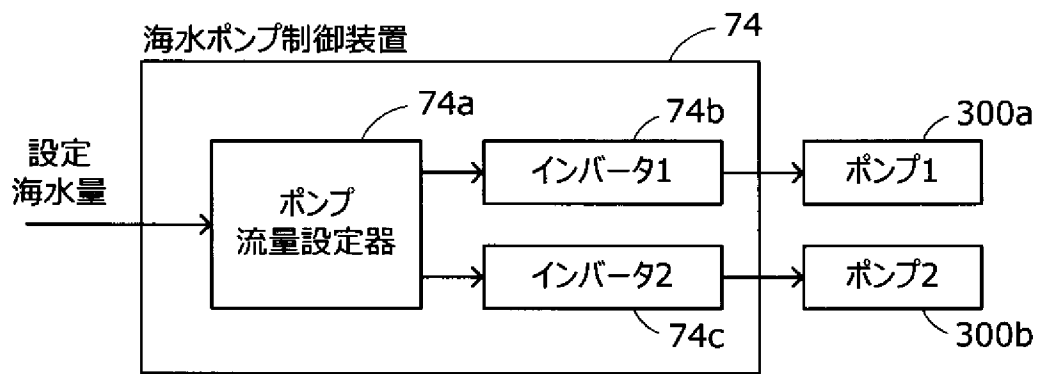 海水ポンプ制御装置
74
74a
74b
300a
設定
海水量
ポンプ
流量設定器
インバータ1
ポンプ1
インバータ2
ポンプ2
74c
300b